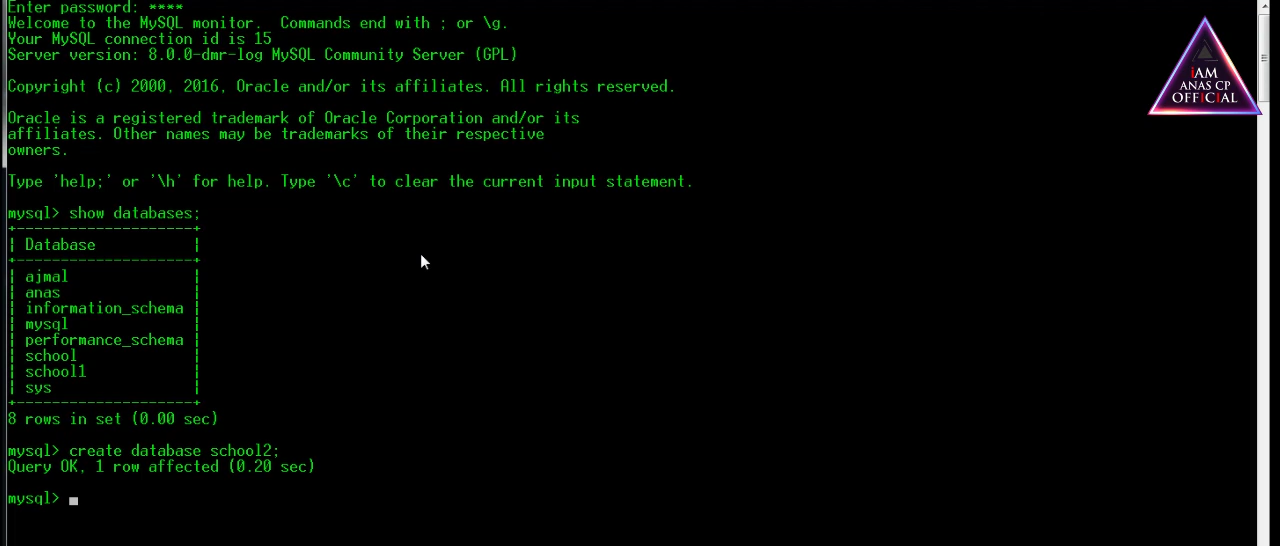 Enter password: ****
Welcome to the MySQL monitor.  Commands end with ; or \g.
Your MySQL connection id is 15
Server version: 8.0.0-dmr-log MySQL Community Server (GPL)
Copyright (c) 2000, 2016, Oracle and/or its affiliates. All rights reserved.
Oracle is a registered trademark of Oracle Corporation and/or its
affiliates. Other names may be trademarks of their respective
owners.
Type 'help;' or '\h' for help. Type '\c' to clear the current input statement.
mysql> show databases;
+--------------------+
| Database           |
+--------------------+
| ajmal              |
| anas               |
| information_schema |
| mysql              |
| performance_schema |
| school             |
| school1            |
| sys                |
+--------------------+
8 rows in set (0.00 sec)
mysql> create database school2;
Query OK, 1 row affected (0.20 sec)
mysql>
iAM
ANAS CP
OFFICIAL